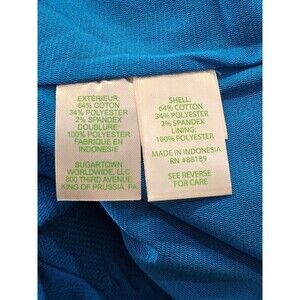 EXTÉRIEUR:
64% COTON
34% POLYESTER
2% SPANDEX
DOUBLURE:
100% POLYESTER
FABRIQUE EN
INDONESIE
SUGARTOWN
WORLDWIDE, LLC
800 THIRD AVENUE
KING OF PRUSSIA, PA
SHELL:
64% COTTON
34% POLYESTER
2% SPANDEX
LINING:
100% POLYESTER
MADE IN INDONESIA
RN #88189
SEE REVERSE
FOR CARE